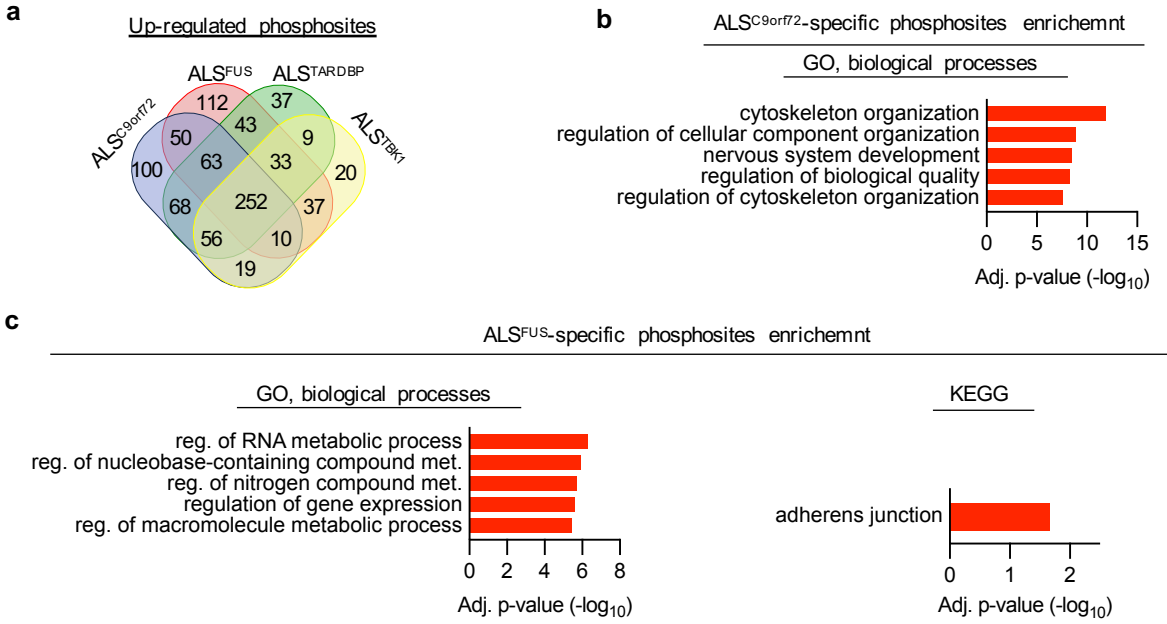 a
Up-regulated phosphosites
ALSC9orf72
ALSFUS
ALSTARDBP
ALSTBK1
112
37
50
43
9
100
63
33
20
68
252
37
56
10
19
b
ALSC9orf72-specific phosphosites enrichemnt
GO, biological processes
cytoskeleton organization
regulation of cellular component organization
nervous system development
regulation of biological quality
regulation of cytoskeleton organization
0 5 10 15
Adj. p-value (-log10)
c
ALSFUS-specific phosphosites enrichemnt
GO, biological processes
reg. of RNA metabolic process
reg. of nucleobase-containing compound met.
reg. of nitrogen compound met.
regulation of gene expression
reg. of macromolecule metabolic process
0 2 4 6 8
Adj. p-value (-log10)
KEGG
adherens junction
0 1 2
Adj. p-value (-log10)